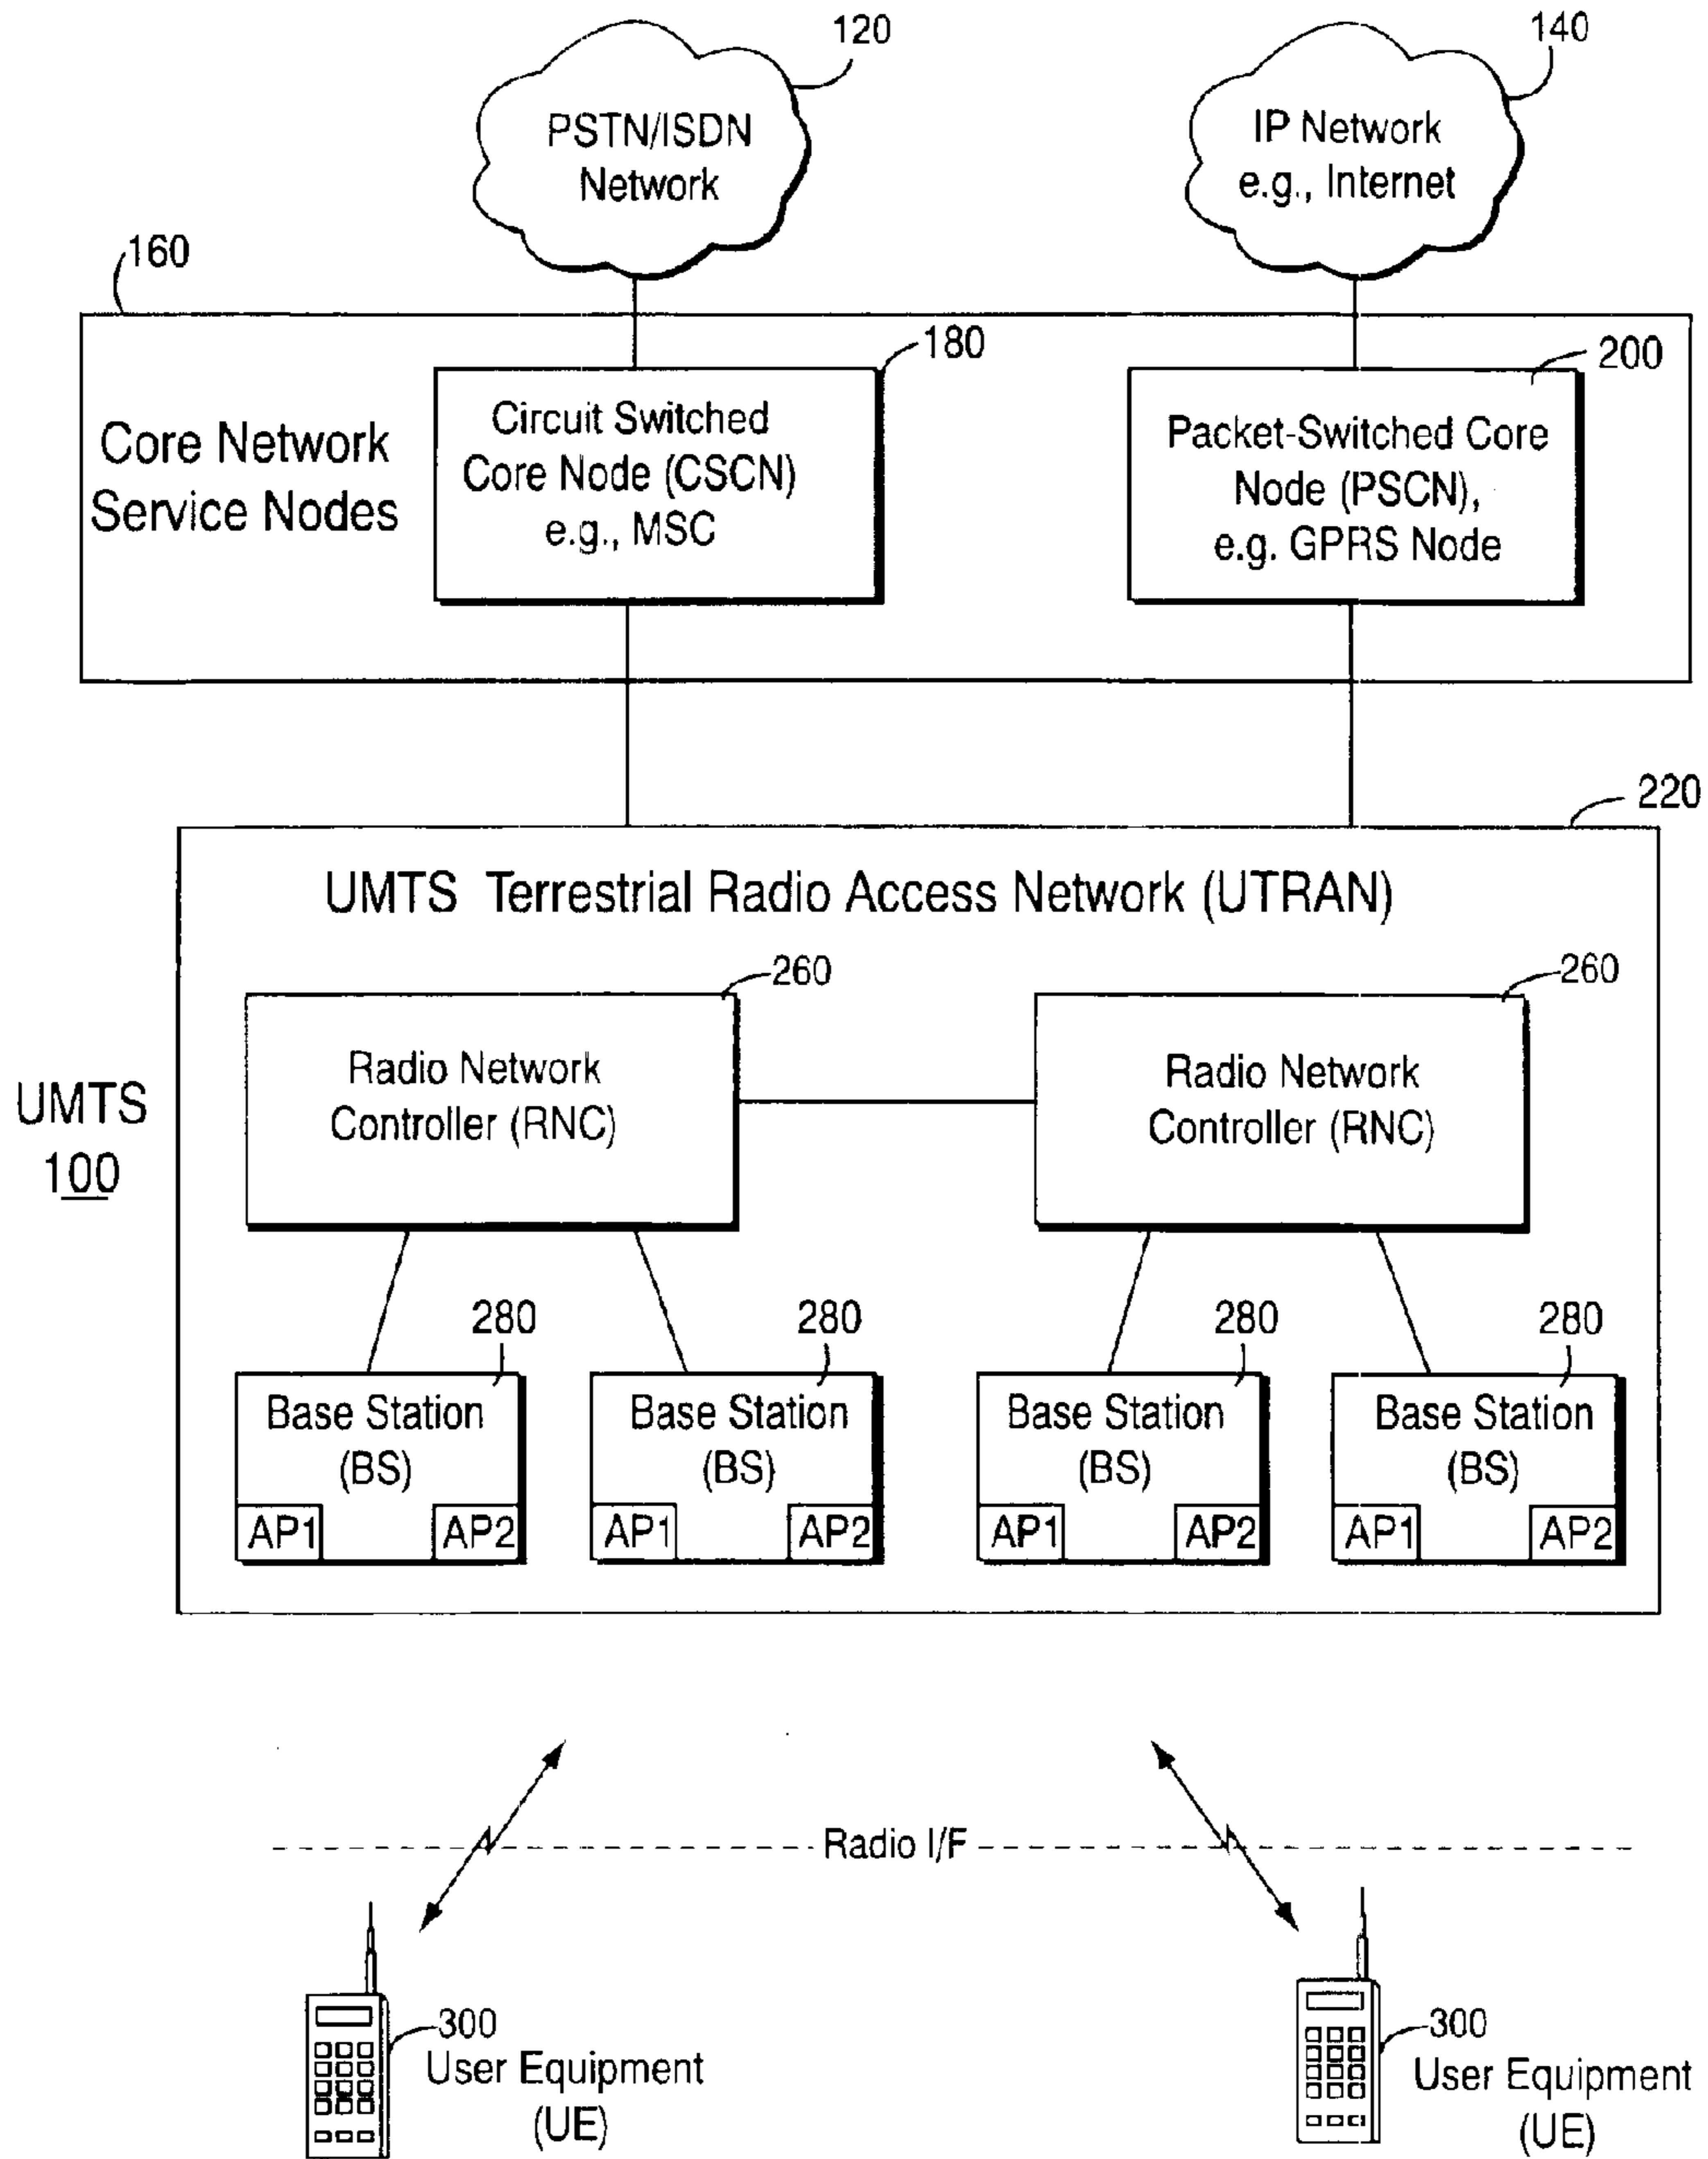 120
140
PSTN/ISDN
Network
IP Network
e.g., Internet
160
180
200
Core Network
Service Nodes
Circuit Switched
Core Node (CSCN)
e.g., MSC
Packet-Switched Core
Node (PSCN),
e.g. GPRS Node
220
UMTS Terrestrial Radio Access Network (UTRAN)
260
260
Radio Network
Controller (RNC)
Radio Network
Controller (RNC)
UMTS
100
280
280
280
280
Base Station
(BS)
AP1
AP2
Base Station
(BS)
AP1
AP2
Base Station
(BS)
AP1
AP2
Base Station
(BS)
AP1
AP2
Radio I/F
300
User Equipment
(UE)
300
User Equipment
(UE)